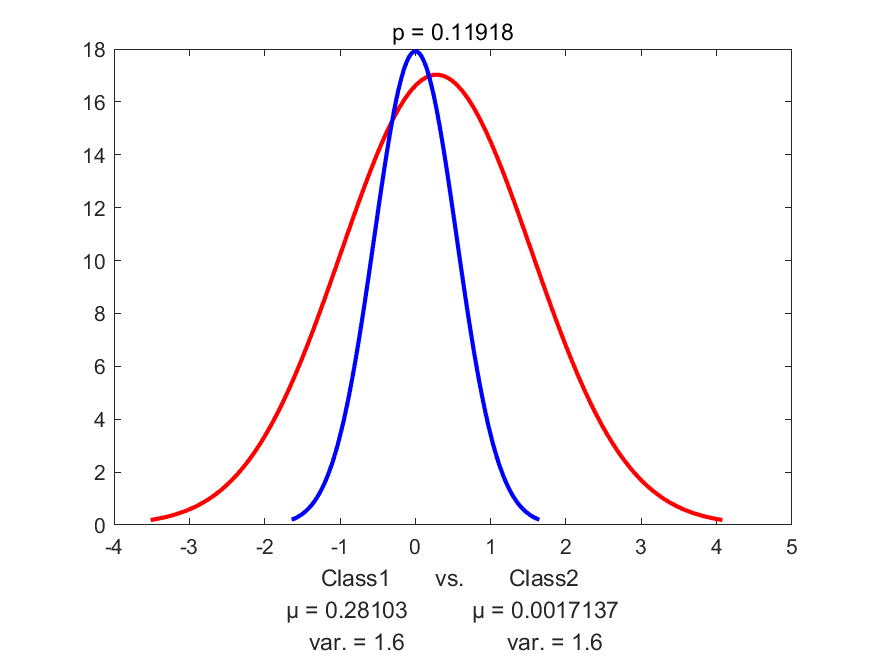 p = 0.11918
18
16
14
12
10
8
6
4
2
0
-4 -3 -2 -1 0 1 2 3 4 5
Class1 vs. Class2
μ = 0.28103 μ = 0.0017137
var. = 1.6 var. = 1.6